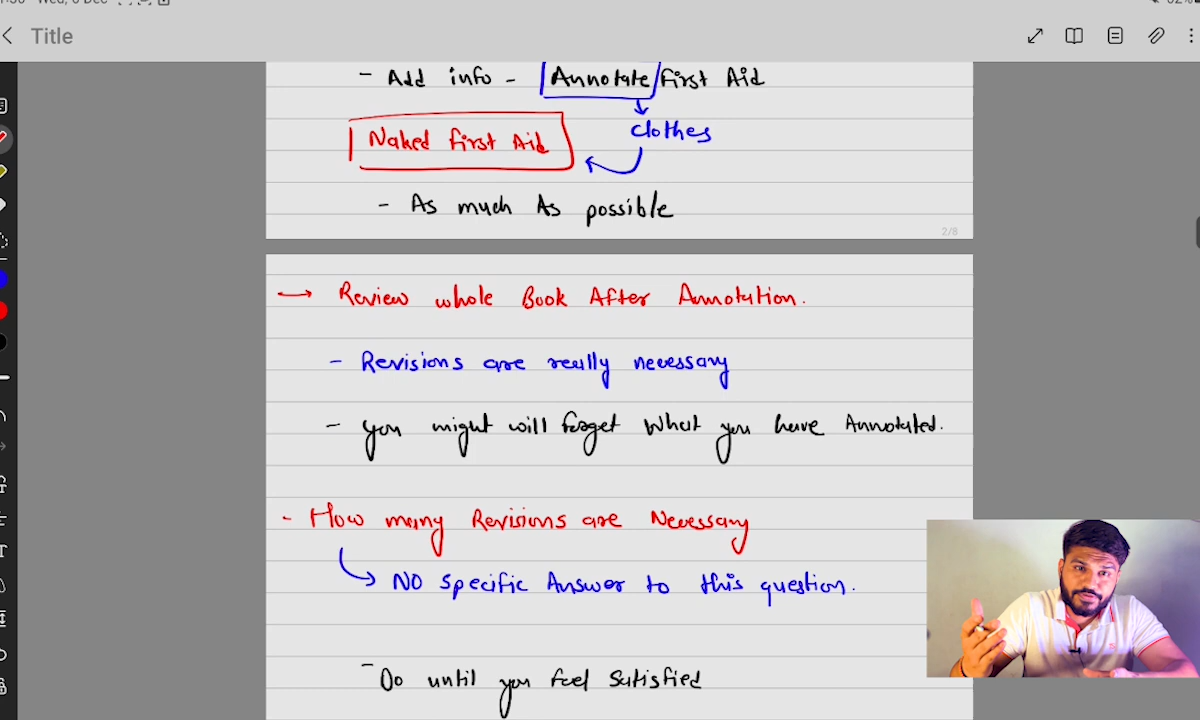 Title
- Add info - Annotate First Aid
clothes
Naked First Aid
- As much As possible
2/8
→ Review whole Book After Annotation.
- Revisions are really necessary
- you might will forget What you have Annotated.
- How many Revisions are Necessary
↳ NO specific Answer to this question.
- Do until you feel satisfied